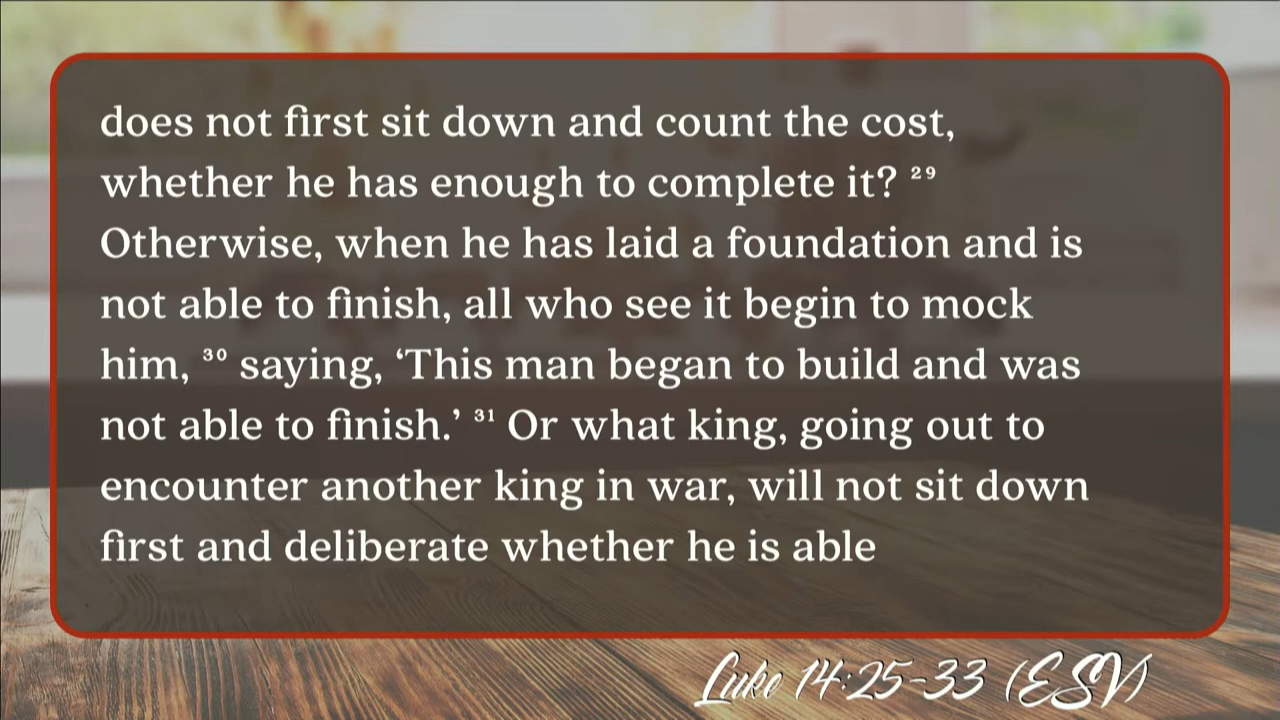 does not first sit down and count the cost,
whether he has enough to complete it? ²⁹
Otherwise, when he has laid a foundation and is
not able to finish, all who see it begin to mock
him, ³⁰ saying, ‘This man began to build and was
not able to finish.’ ³¹ Or what king, going out to
encounter another king in war, will not sit down
first and deliberate whether he is able
Luke 14:25-33 (ESV)